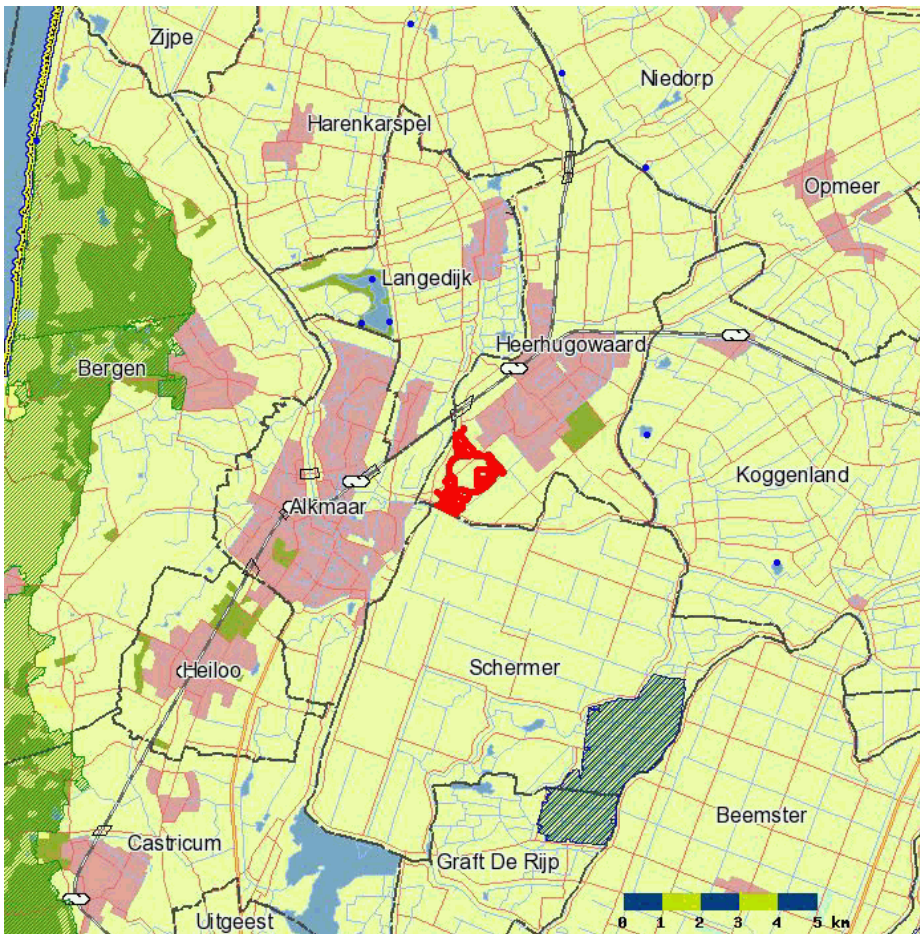 Zijpe
Niedorp
Harenkarspel
Opmeer
Langedijk
Heerhugowaard
Bergen
Koggenland
Alkmaar
Schermer
Heiloo
Beemster
Castricum
Graft De Rijp
Uitgeest
0 1 2 3 4 5 km